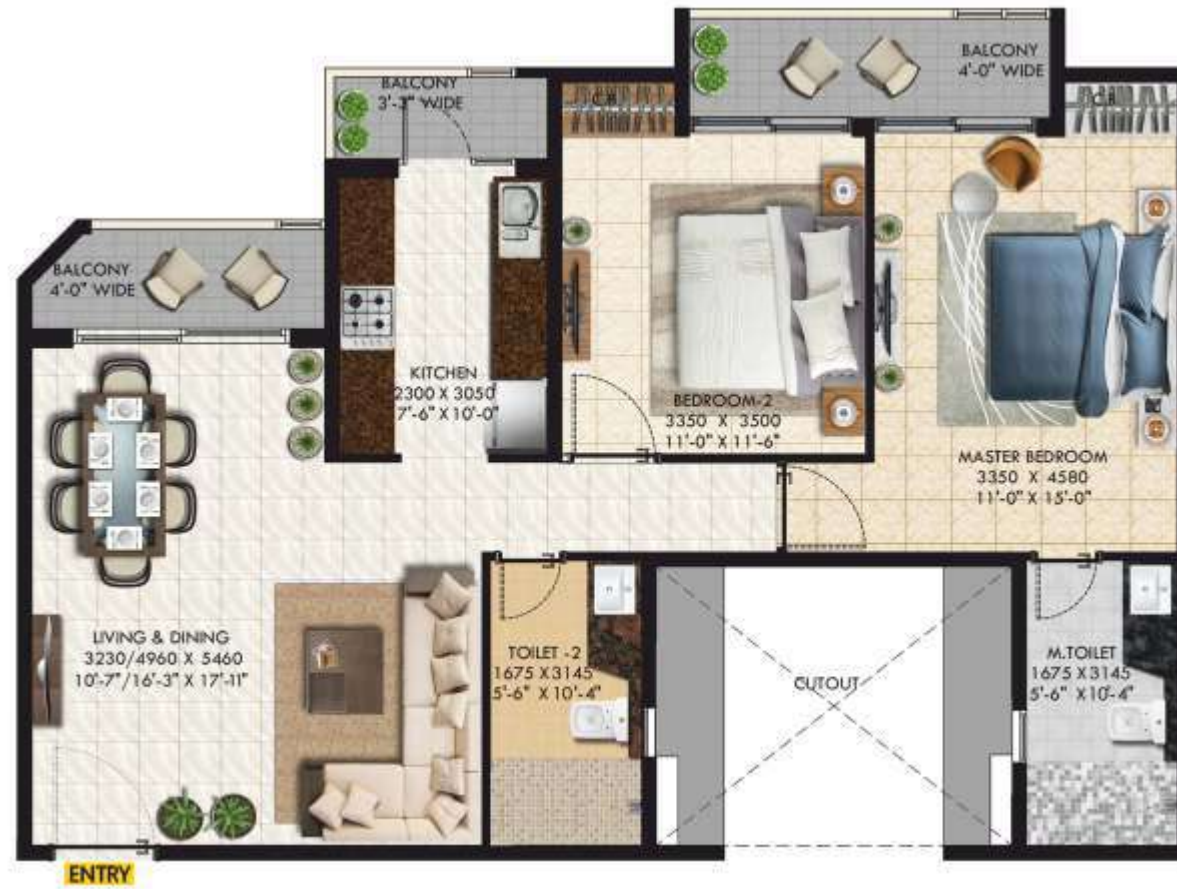 BALCONY
4'-0" WIDE
BALCONY
3'-3" WIDE
C.B
C.B
BALCONY
4'-0" WIDE
KITCHEN
2300 X 3050
7'-6" X 10'-0"
BEDROOM-2
3350 X 3500
11'-0" X 11'-6"
MASTER BEDROOM
3350 X 4580
11'-0" X 15'-0"
LIVING & DINING
3230/4960 X 5460
10'-7"/16'-3" X 17'-11"
TOILET -2
1675 X 3145
5'-6" X 10'-4"
CUTOUT
M.TOILET
1675 X 3145
5'-6" X 10'-4"
ENTRY